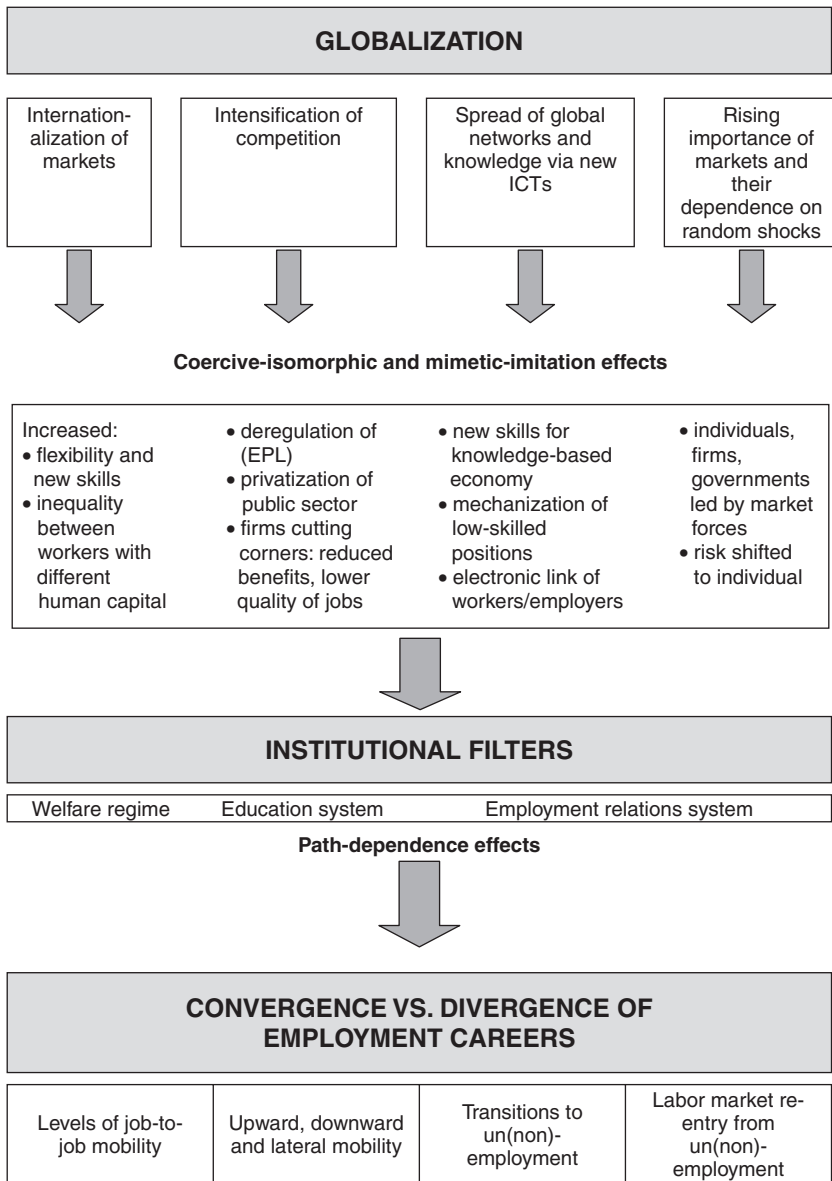 GLOBALIZATION
Internation-
alization of
markets
Intensification of
competition
Spread of global
networks and
knowledge via new
ICTs
Rising
importance of
markets and
their
dependence on
random shocks
Coercive-isomorphic and mimetic-imitation effects
Increased:
• flexibility and
new skills
• inequality
between
workers with
different
human capital
• deregulation of
(EPL)
• privatization of
public sector
• firms cutting
corners: reduced
benefits, lower
quality of jobs
• new skills for
knowledge-based
economy
• mechanization of
low-skilled
positions
• electronic link of
workers/employers
• individuals,
firms,
governments
led by market
forces
• risk shifted
to individual
INSTITUTIONAL FILTERS
Welfare regime Education system Employment relations system
Path-dependence effects
CONVERGENCE VS. DIVERGENCE OF
EMPLOYMENT CAREERS
Levels of job-to-
job mobility
Upward, downward
and lateral mobility
Transitions to
un(non)-
employment
Labor market re-
entry from
un(non)-
employment